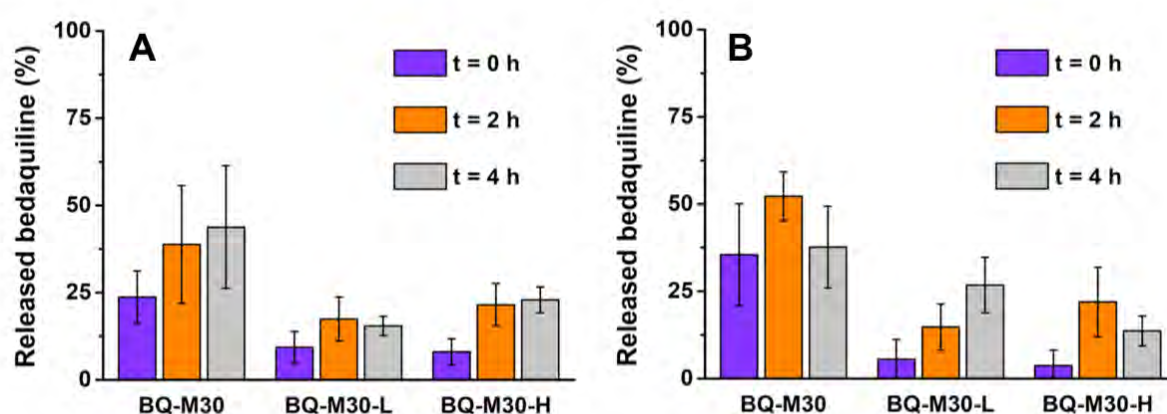 A
Released bedaquiline (%)
100
75
50
25
0
t = 0 h
t = 2 h
t = 4 h
BQ-M30 BQ-M30-L BQ-M30-H
B
Released bedaquiline (%)
100
75
50
25
0
t = 0 h
t = 2 h
t = 4 h
BQ-M30 BQ-M30-L BQ-M30-H